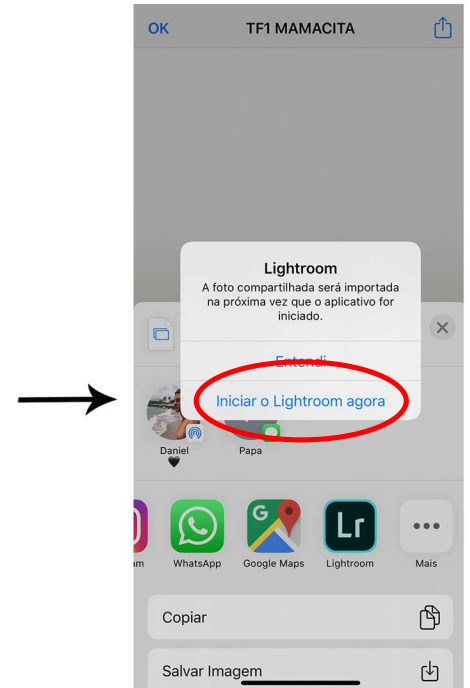 OK TF1 MAMACITA
Lightroom
A foto compartilhada será importada
na próxima vez que o aplicativo for
iniciado.
Entendi
Iniciar o Lightroom agora
Daniel
🖤
Papa
am WhatsApp Google Maps Lightroom Mais
G
Lr
Copiar
Salvar Imagem